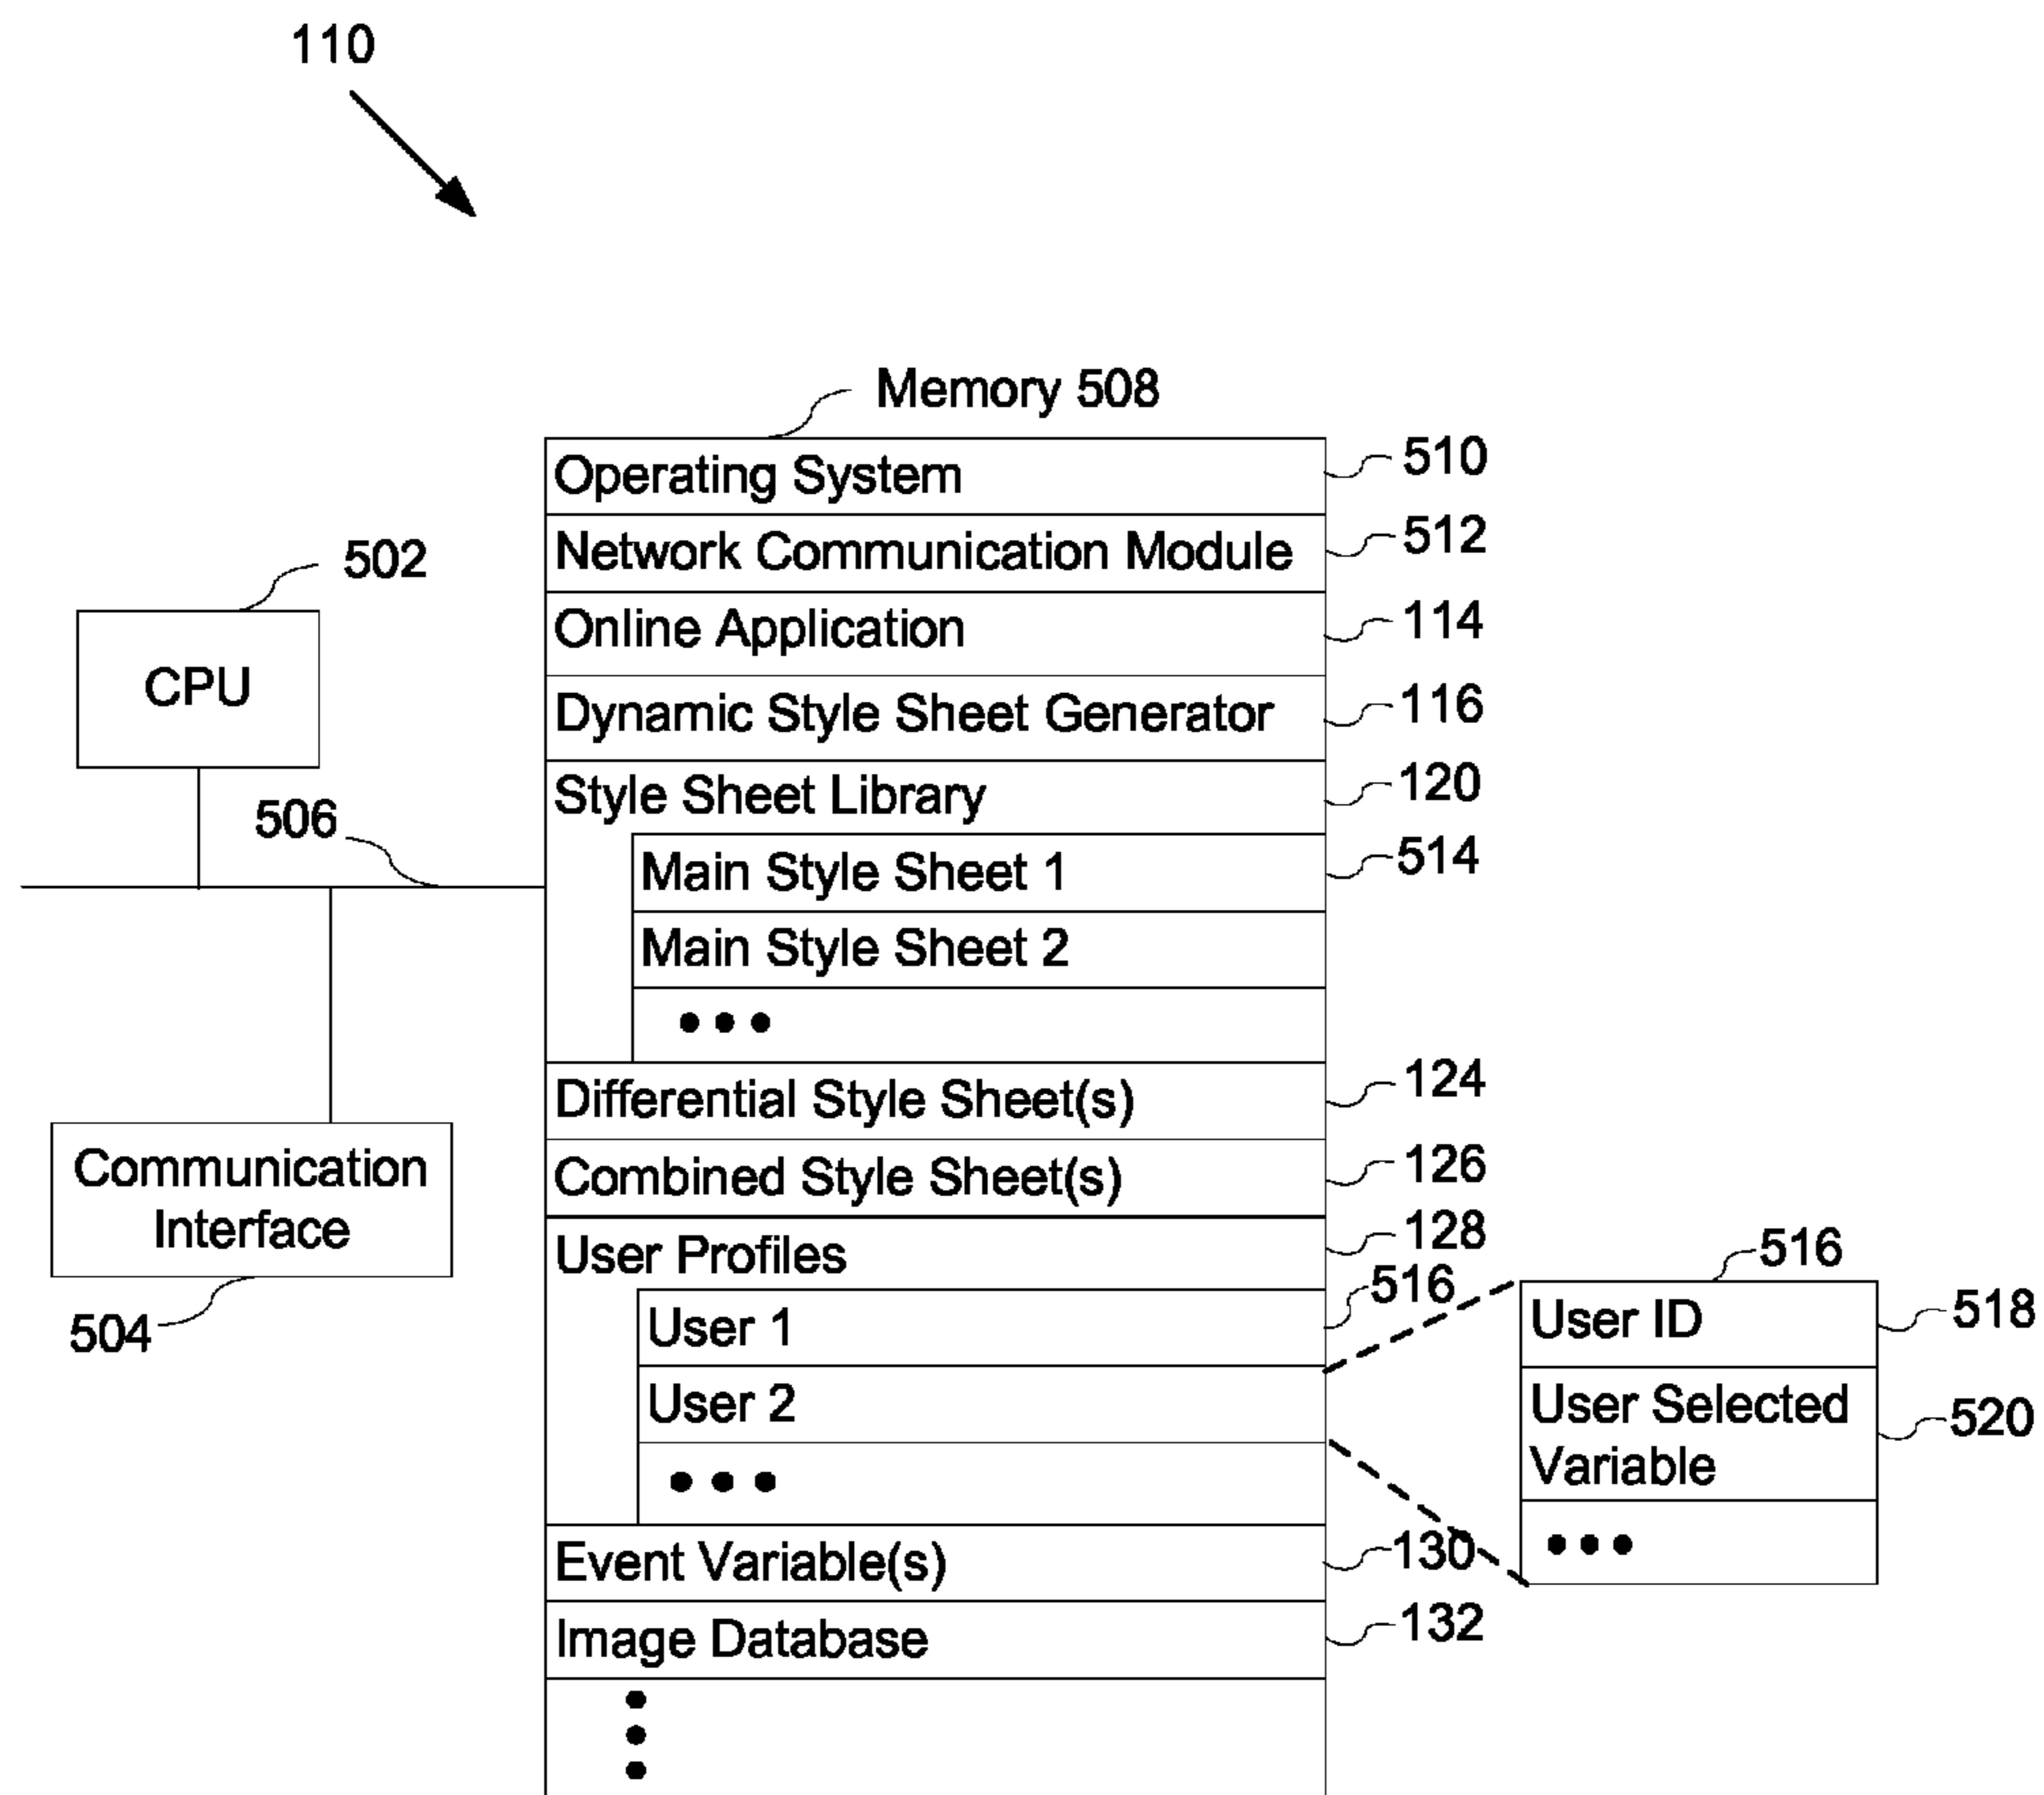 110
Memory 508
Operating System
510
Network Communication Module
512
Online Application
114
Dynamic Style Sheet Generator
116
Style Sheet Library
120
Main Style Sheet 1
514
Main Style Sheet 2
Differential Style Sheet(s)
124
Combined Style Sheet(s)
126
User Profiles
128
User 1
516
User 2
Event Variable(s)
130
Image Database
132
502
CPU
506
Communication
Interface
504
516
User ID
518
User Selected
Variable
520